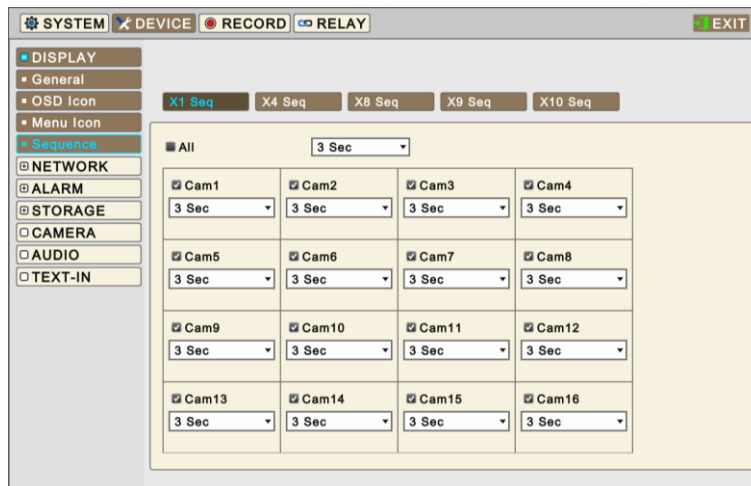 SYSTEM DEVICE RECORD RELAY EXIT
DISPLAY
General
OSD Icon
Menu Icon
Sequence
NETWORK
ALARM
STORAGE
CAMERA
AUDIO
TEXT-IN
X1 Seq X4 Seq X8 Seq X9 Seq X10 Seq
All 3 Sec
Cam1 Cam2 Cam3 Cam4
3 Sec 3 Sec 3 Sec 3 Sec
Cam5 Cam6 Cam7 Cam8
3 Sec 3 Sec 3 Sec 3 Sec
Cam9 Cam10 Cam11 Cam12
3 Sec 3 Sec 3 Sec 3 Sec
Cam13 Cam14 Cam15 Cam16
3 Sec 3 Sec 3 Sec 3 Sec